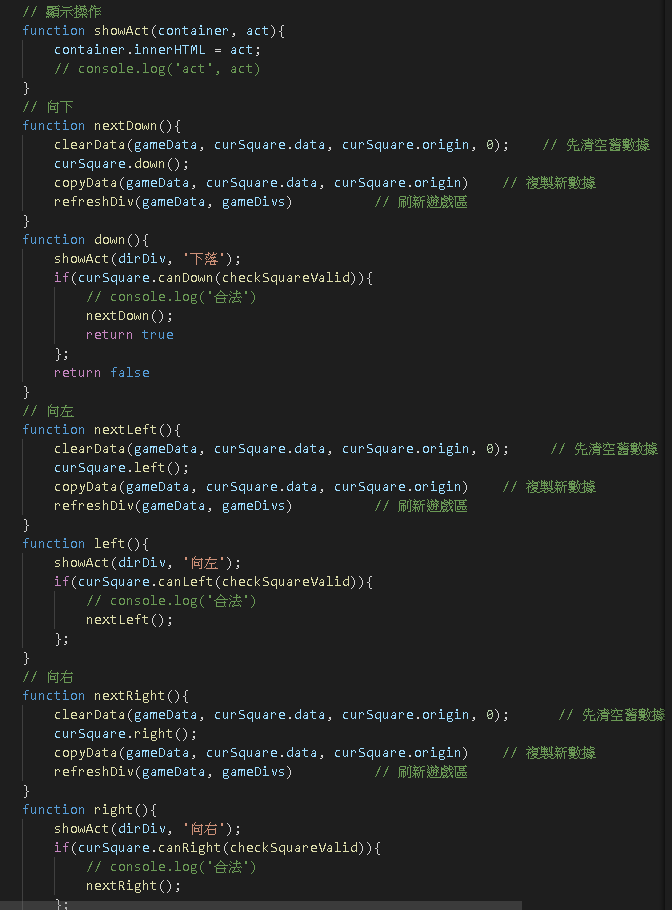 // 顯示操作
function showAct(container, act){
    container.innerHTML = act;
    // console.log('act', act)
}
// 向下
function nextDown(){
    clearData(gameData, curSquare.data, curSquare.origin, 0);    // 先清空舊數據
    curSquare.down();
    copyData(gameData, curSquare.data, curSquare.origin)    // 複製新數據
    refreshDiv(gameData, gameDivs)          // 刷新遊戲區
}
function down(){
    showAct(dirDiv, '下落');
    if(curSquare.canDown(checkSquareValid)){
        // console.log('合法')
        nextDown();
        return true
    };
    return false
}
// 向左
function nextLeft(){
    clearData(gameData, curSquare.data, curSquare.origin, 0);     // 先清空舊數據
    curSquare.left();
    copyData(gameData, curSquare.data, curSquare.origin)    // 複製新數據
    refreshDiv(gameData, gameDivs)          // 刷新遊戲區
}
function left(){
    showAct(dirDiv, '向左');
    if(curSquare.canLeft(checkSquareValid)){
        // console.log('合法')
        nextLeft();
    };
}
// 向右
function nextRight(){
    clearData(gameData, curSquare.data, curSquare.origin, 0);      // 先清空舊數據
    curSquare.right();
    copyData(gameData, curSquare.data, curSquare.origin)    // 複製新數據
    refreshDiv(gameData, gameDivs)          // 刷新遊戲區
}
function right(){
    showAct(dirDiv, '向右');
    if(curSquare.canRight(checkSquareValid)){
        // console.log('合法')
        nextRight();
    };